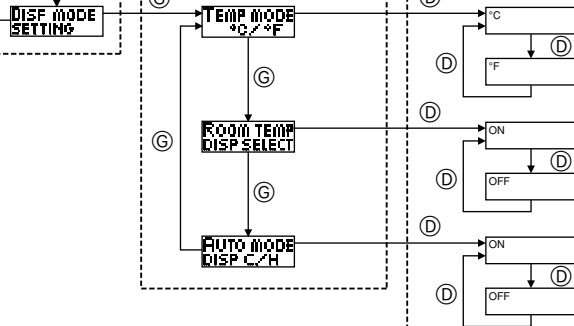 DISP MODE
SETTING
G
TEMP MODE
°C/°F
D
°C
D
D
°F
G
G
ROOM TEMP
DISP SELECT
D
ON
D
D
OFF
G
AUTO MODE
DISP C/H
D
ON
D
D
OFF